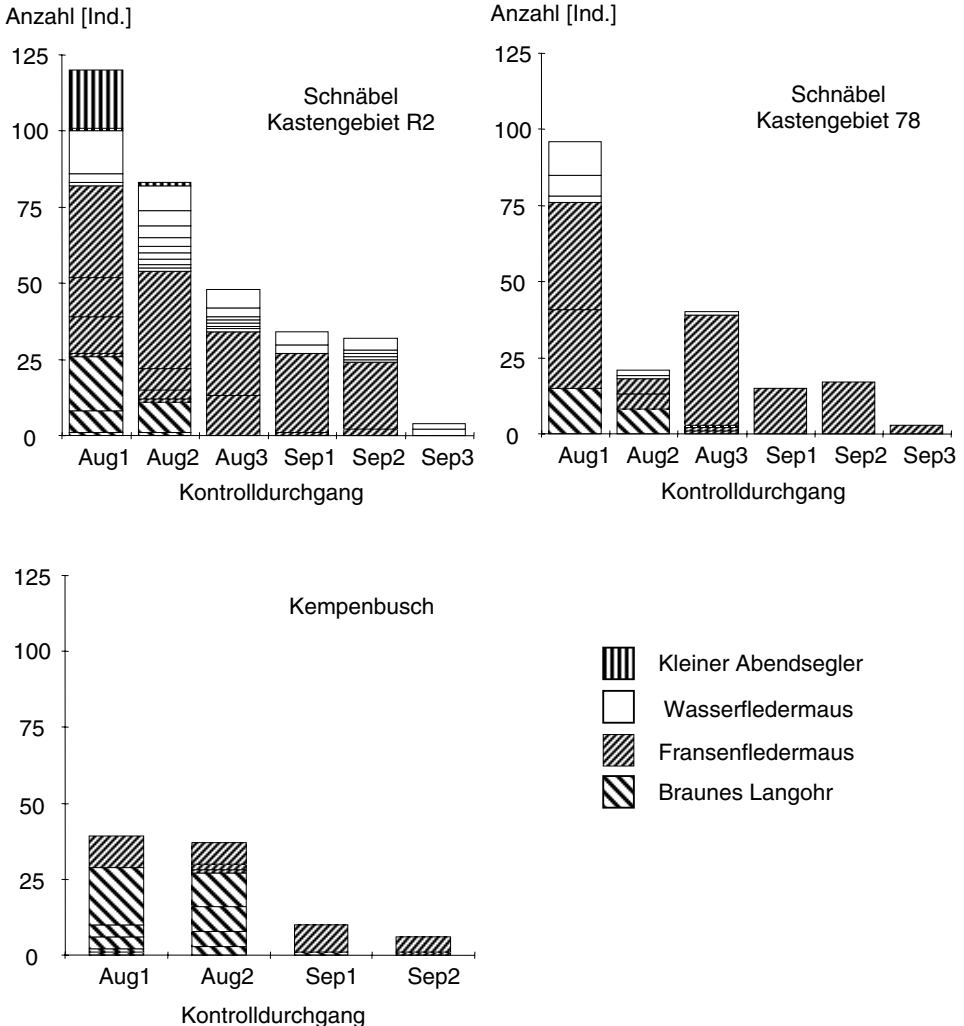 Anzahl [Ind.]
125
100
75
50
25
0
Schnäbel
Kastengebiet R2
Aug1 Aug2 Aug3 Sep1 Sep2 Sep3
Kontrolldurchgang
Anzahl [Ind.]
125
100
75
50
25
0
Schnäbel
Kastengebiet 78
Aug1 Aug2 Aug3 Sep1 Sep2 Sep3
Kontrolldurchgang
125
100
75
50
25
0
Kempenbusch
Aug1 Aug2 Sep1 Sep2
Kontrolldurchgang
Kleiner Abendsegler
Wasserfledermaus
Fransenfledermaus
Braunes Langohr